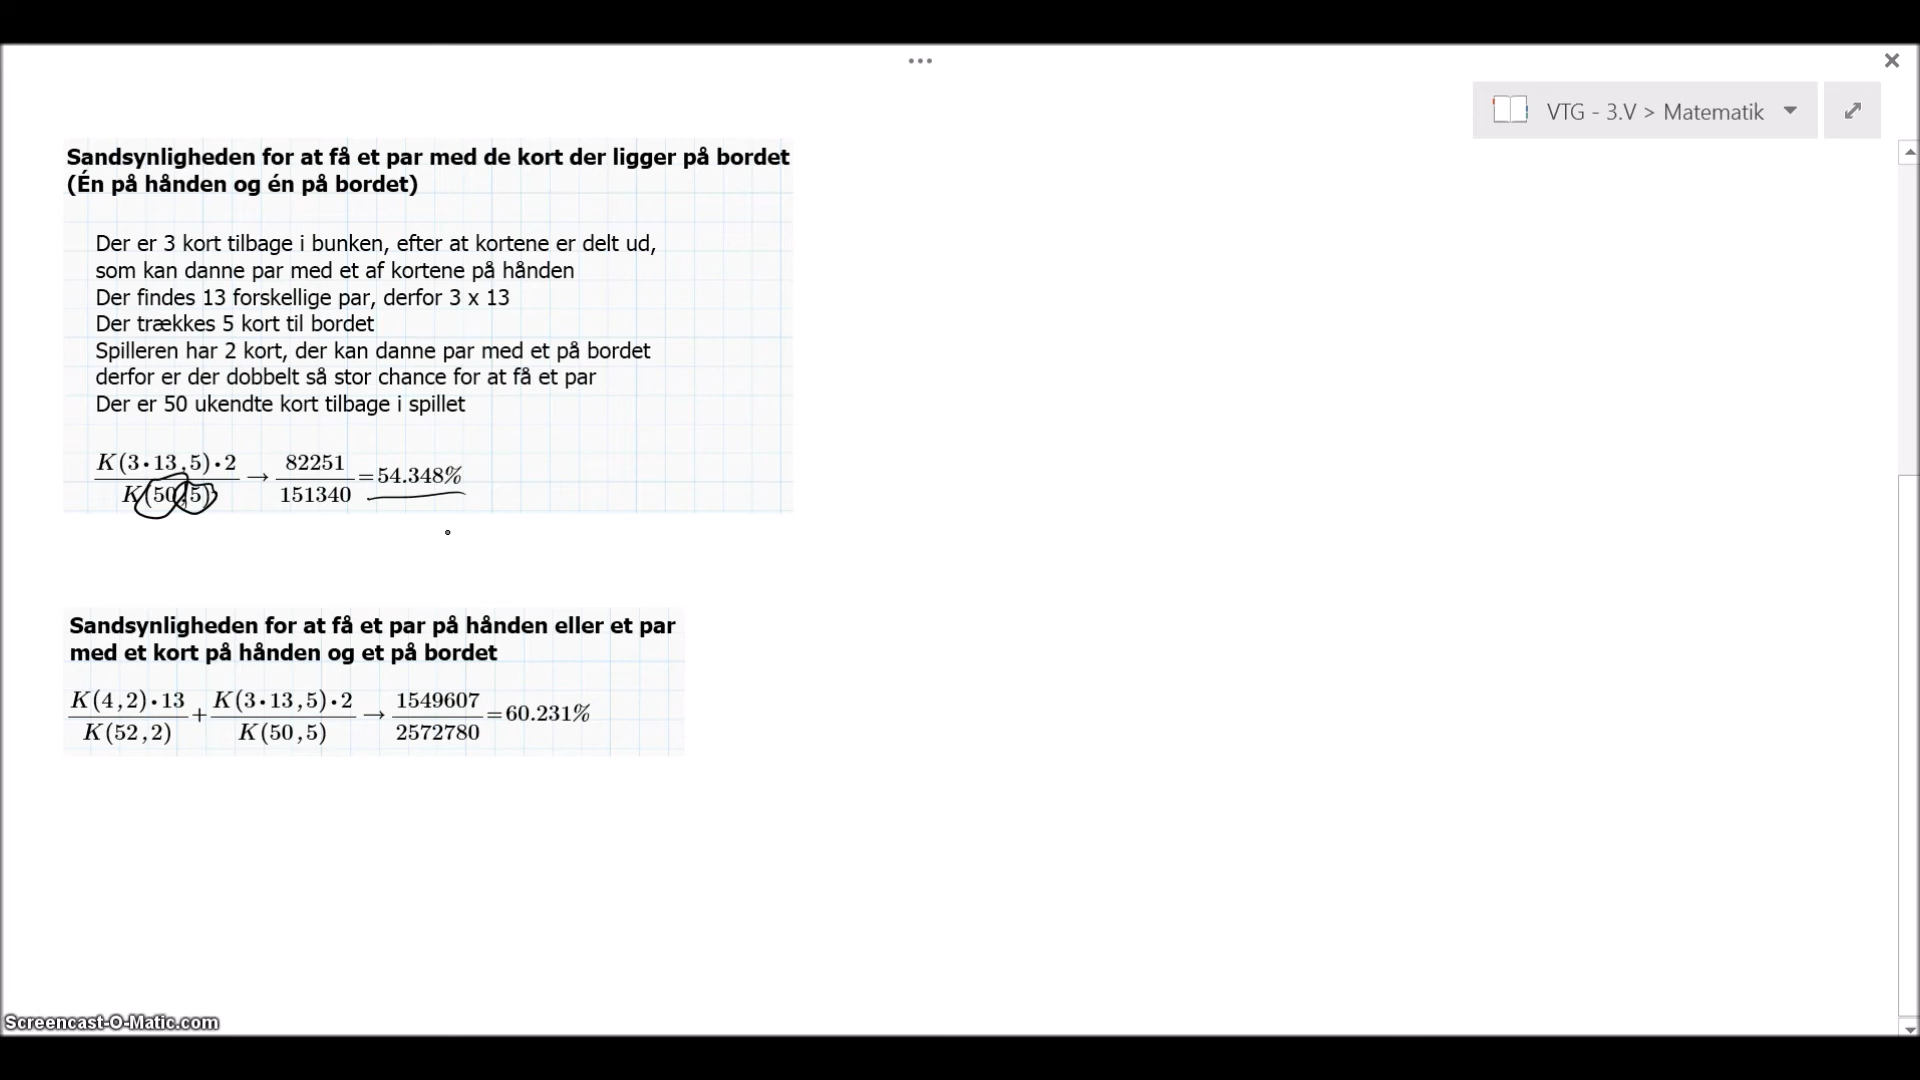 VTG - 3.V > Matematik
Sandsynligheden for at få et par med de kort der ligger på bordet
(Én på hånden og én på bordet)
Der er 3 kort tilbage i bunken, efter at kortene er delt ud,
som kan danne par med et af kortene på hånden
Der findes 13 forskellige par, derfor 3 x 13
Der trækkes 5 kort til bordet
Spilleren har 2 kort, der kan danne par med et på bordet
derfor er der dobbelt så stor chance for at få et par
Der er 50 ukendte kort tilbage i spillet
K(3•13,5)•2 / K(50,5) → 82251 / 151340 = 54.348%
Sandsynligheden for at få et par på hånden eller et par
med et kort på hånden og et på bordet
K(4,2)•13 / K(52,2) + K(3•13,5)•2 / K(50,5) → 1549607 / 2572780 = 60.231%
Screencast-O-Matic.com